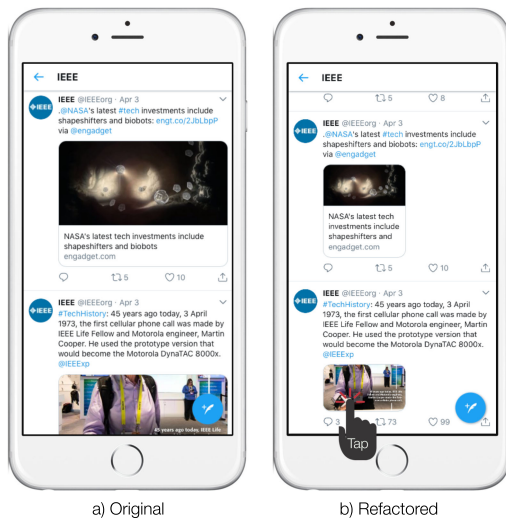 IEEE
IEEE
IEEE @IEEEorg · Apr 3
.@NASA's latest #tech investments include
shapeshifters and biobots: engt.co/2JbLbpP
via @engadget
NASA's latest tech investments include
shapeshifters and biobots
engadget.com
5
10
IEEE
IEEE @IEEEorg · Apr 3
#TechHistory: 45 years ago today, 3 April
1973, the first cellular phone call was made by
IEEE Life Fellow and Motorola engineer, Martin
Cooper. He used the prototype version that
would become the Motorola DynaTAC 8000x.
@IEEExp
45 years ago today, IEEE Life
a) Original
IEEE
5
8
IEEE
IEEE @IEEEorg · Apr 3
.@NASA's latest #tech investments include
shapeshifters and biobots: engt.co/2JbLbpP
via @engadget
NASA's latest tech
investments include
shapeshifters and
engadget.com
5
10
IEEE
IEEE @IEEEorg · Apr 3
#TechHistory: 45 years ago today, 3 April
1973, the first cellular phone call was made by
IEEE Life Fellow and Motorola engineer, Martin
Cooper. He used the prototype version that
would become the Motorola DynaTAC 8000x.
@IEEExp
3
73
99
Tap
b) Refactored